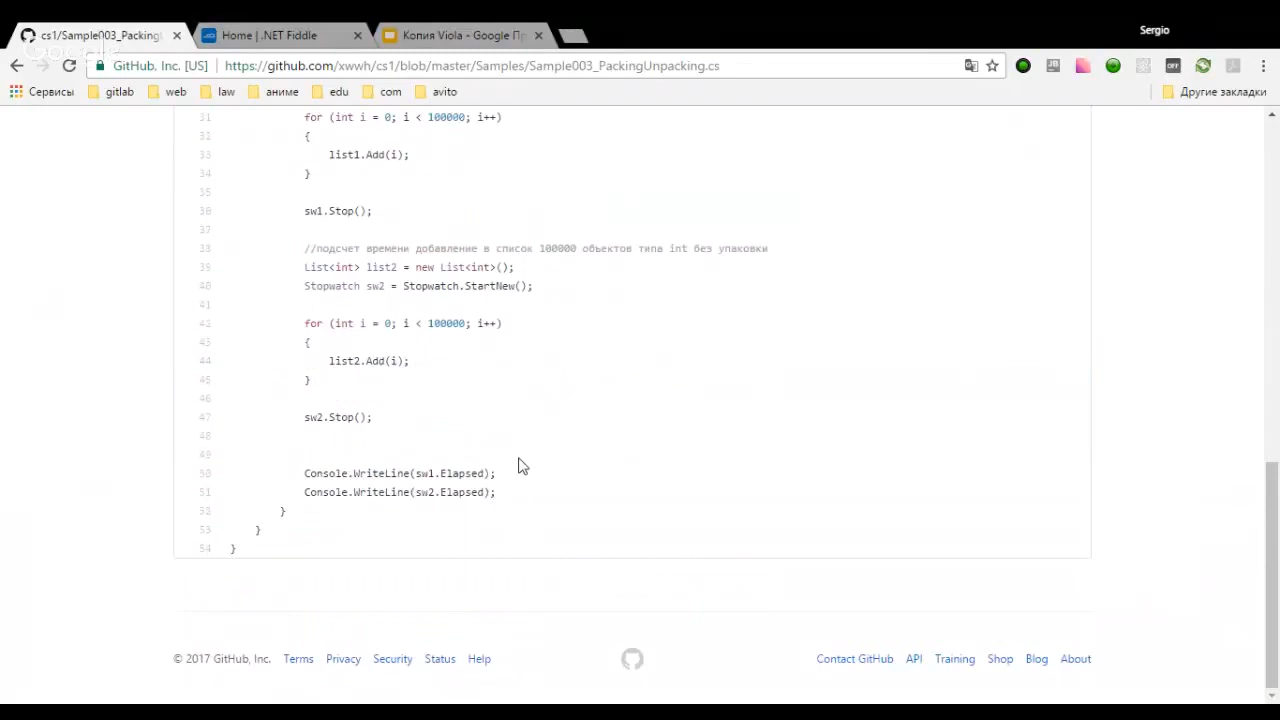 Sergio
cs1/Sample003_PackingU
Home | .NET Fiddle
Копия Viola - Google Пр
GitHub, Inc. [US]
https://github.com/xwwh/cs1/blob/master/Samples/Sample003_PackingUnpacking.cs
Сервисы gitlab web law аниме edu com avito Другие закладки
31 for (int i = 0; i < 100000; i++)
32 {
33 list1.Add(i);
34 }
35
36 sw1.Stop();
37
38 //подсчет времени добавление в список 100000 объектов типа int без упаковки
39 List<int> list2 = new List<int>();
40 Stopwatch sw2 = Stopwatch.StartNew();
41
42 for (int i = 0; i < 100000; i++)
43 {
44 list2.Add(i);
45 }
46
47 sw2.Stop();
48
49
50 Console.WriteLine(sw1.Elapsed);
51 Console.WriteLine(sw2.Elapsed);
52 }
53 }
54 }
© 2017 GitHub, Inc. Terms Privacy Security Status Help Contact GitHub API Training Shop Blog About